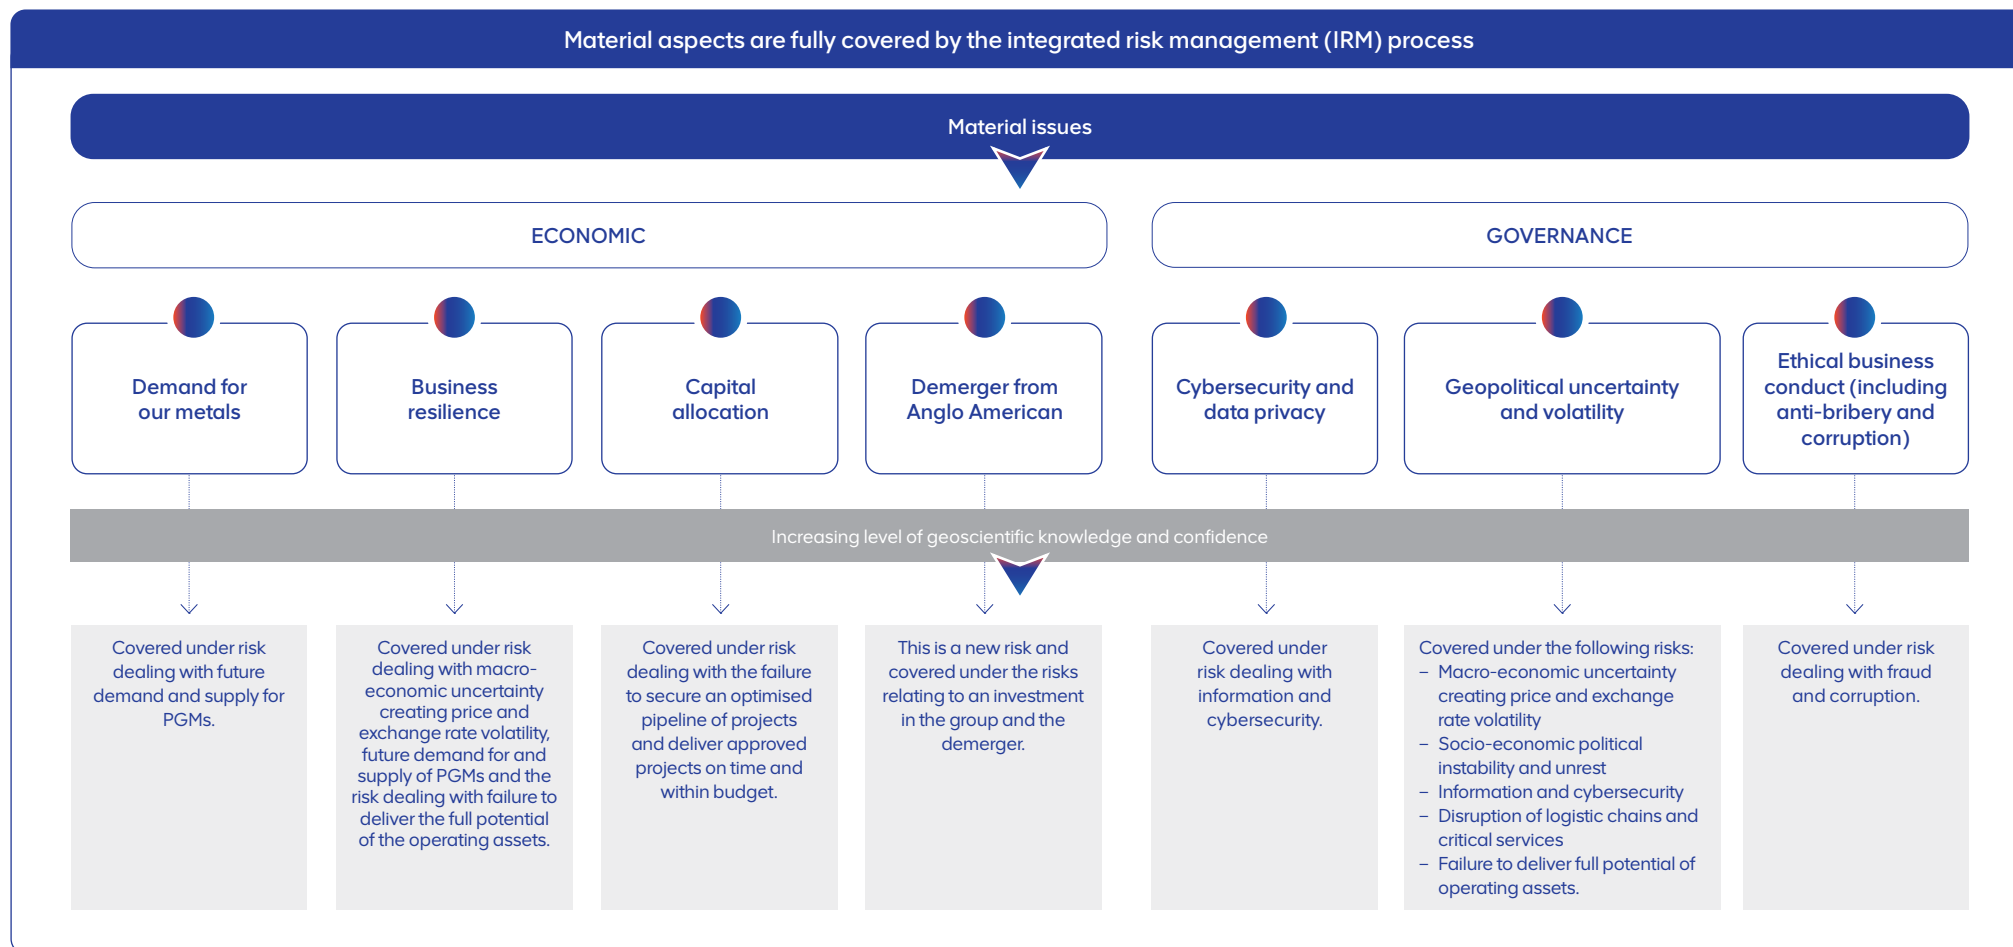 Material aspects are fully covered by the integrated risk management (IRM) process
Material issues
ECONOMIC
GOVERNANCE
Demand for
our metals
Business
resilience
Capital
allocation
Demerger from
Anglo American
Cybersecurity and
data privacy
Geopolitical uncertainty
and volatility
Ethical business
conduct (including
anti-bribery and
corruption)
Increasing level of geoscientific knowledge and confidence
Covered under risk
dealing with future
demand and supply for
PGMs.
Covered under risk
dealing with macro-
economic uncertainty
creating price and
exchange rate volatility,
future demand for and
supply of PGMs and the
risk dealing with failure to
deliver the full potential
of the operating assets.
Covered under risk
dealing with the failure
to secure an optimised
pipeline of projects
and deliver approved
projects on time and
within budget.
This is a new risk and
covered under the risks
relating to an investment
in the group and the
demerger.
Covered under
risk dealing with
information and
cybersecurity.
Covered under the following risks:
– Macro-economic uncertainty
creating price and exchange
rate volatility
– Socio-economic political
instability and unrest
– Information and cybersecurity
– Disruption of logistic chains and
critical services
– Failure to deliver full potential of
operating assets.
Covered under risk
dealing with fraud
and corruption.